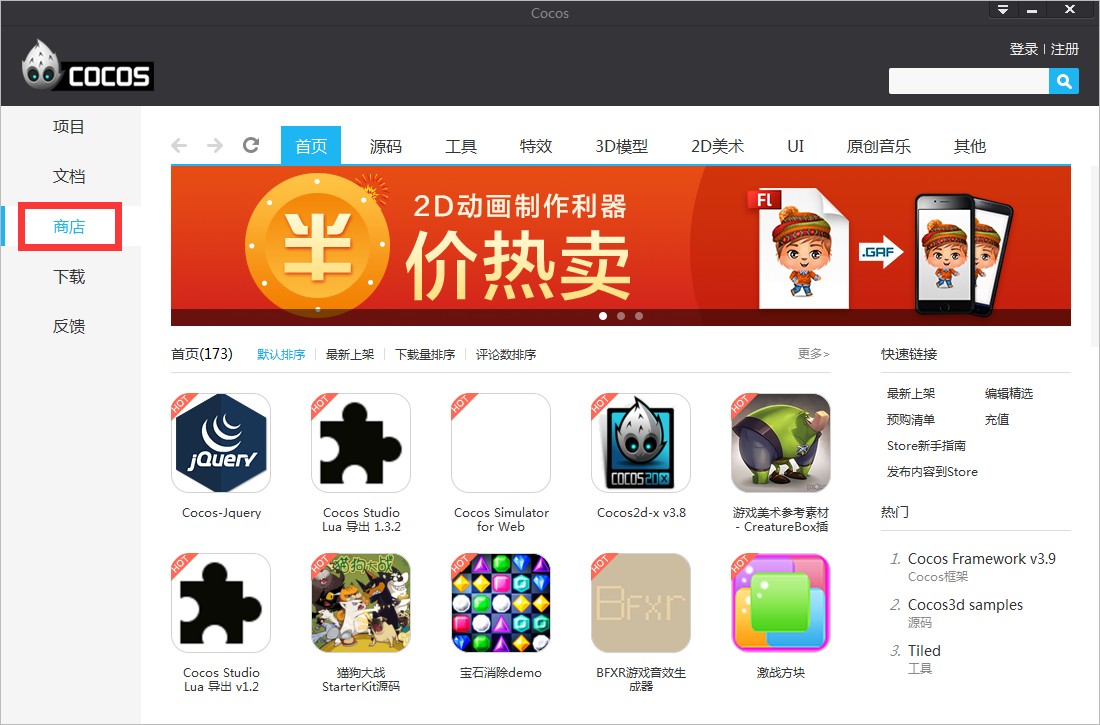 Cocos
登录 | 注册
COCOS
项目
文档
商店
下载
反馈
首页 源码 工具 特效 3D模型 2D美术 UI 原创音乐 其他
2D动画制作利器
半
价热卖
Fl
.GAF
首页(173) 默认排序 最新上架 下载量排序 评论数排序 更多>
快速链接
最新上架 编辑精选
预购清单 充值
Store新手指南
发布内容到Store
HOT HOT HOT HOT HOT
jQuery
COCOS2DX
Cocos-Jquery
Cocos Studio
Lua 导出 1.3.2
Cocos Simulator
for Web
Cocos2d-x v3.8
游戏美术参考素材
- CreatureBox插
热门
1. Cocos Framework v3.9
Cocos框架
2. Cocos3d samples
源码
3. Tiled
工具
HOT HOT HOT HOT HOT
猫狗大战
BFXR
Cocos Studio
Lua 导出 v1.2
猫狗大战
StarterKit源码
宝石消除demo
BFXR游戏音效生
成器
激战方块